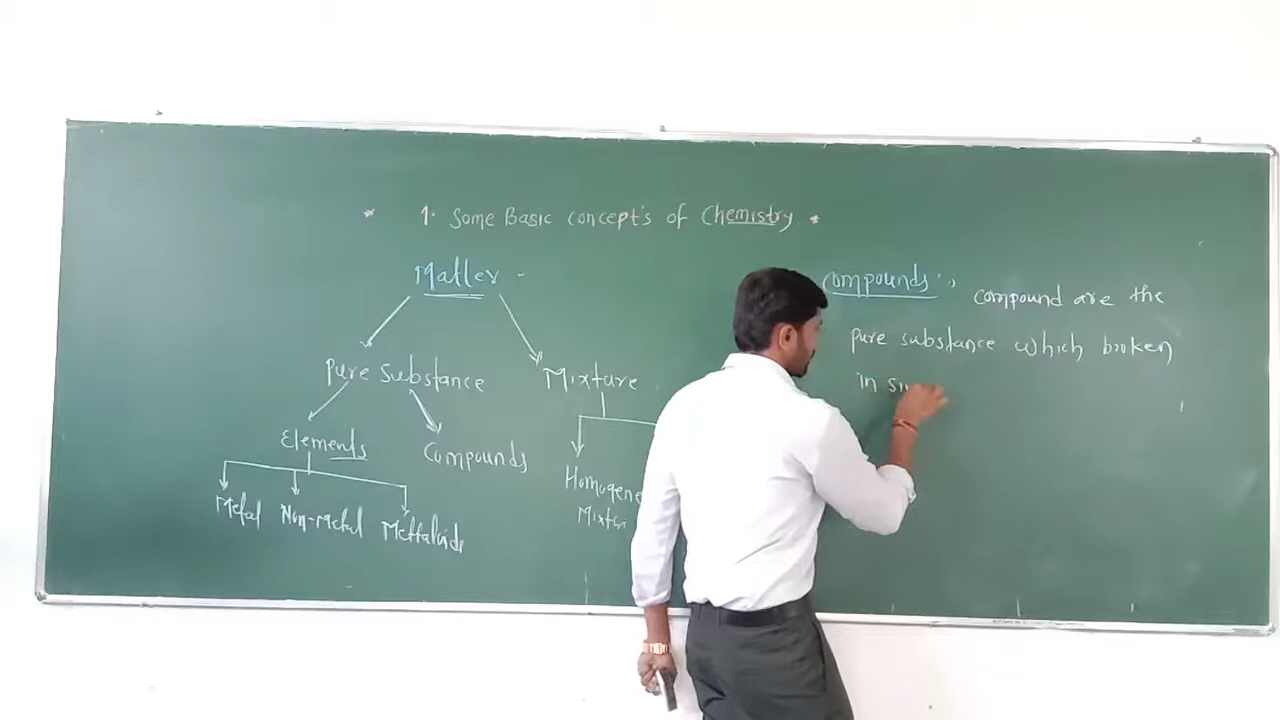 * 1. Some Basic concept's of Chemistry *
Matter -
Pure Substance
Mixture
Elements
Compounds
Metal
Non-metal
Mettaloids
Homogene
Mixtu
Compounds :
compound are the
pure substance which broken
in